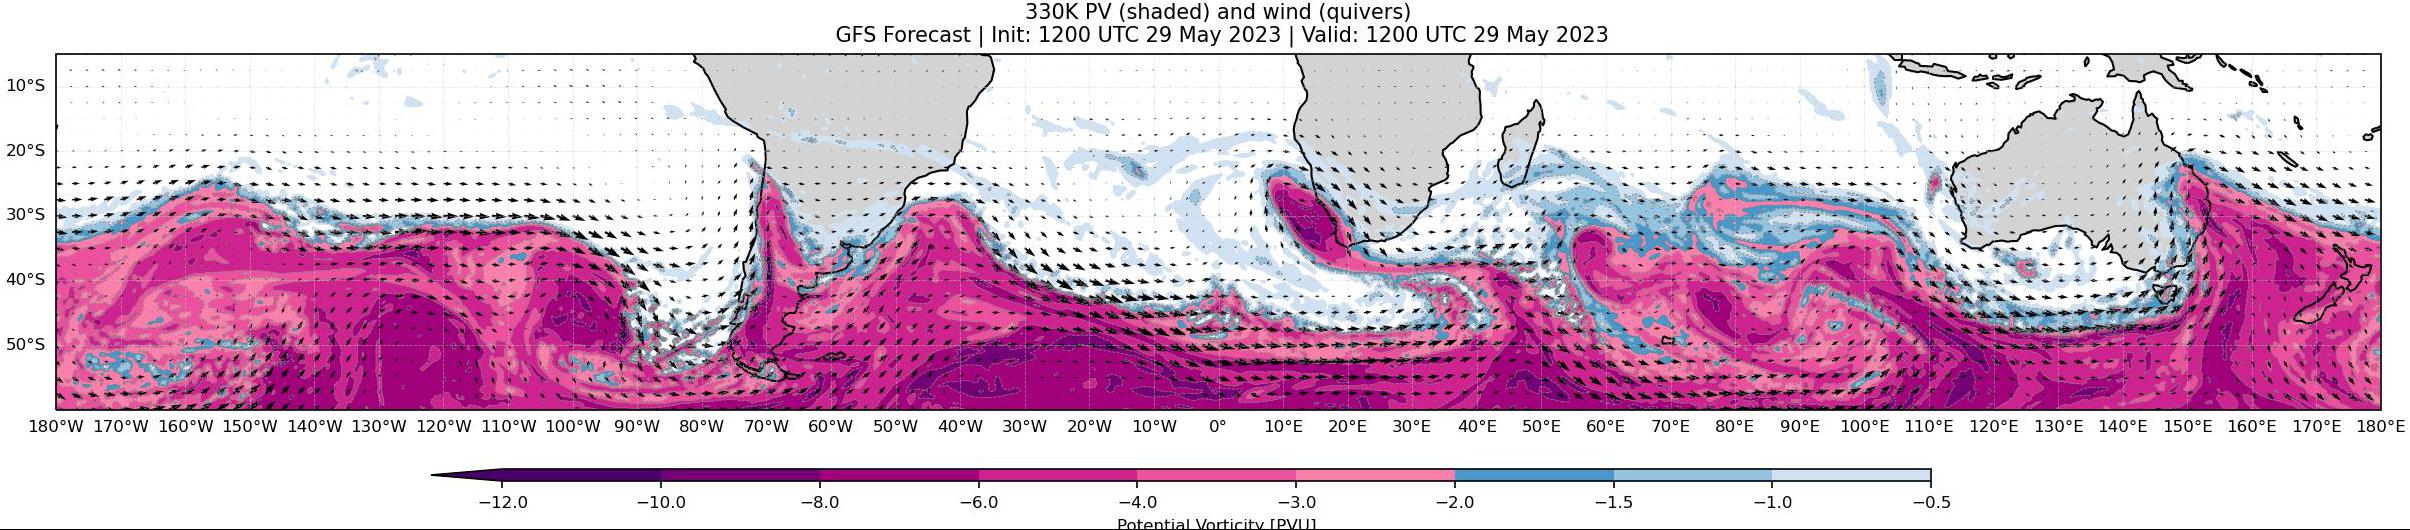 330K PV (shaded) and wind (quivers)
GFS Forecast | Init: 1200 UTC 29 May 2023 | Valid: 1200 UTC 29 May 2023
10°S
20°S
30°S
40°S
50°S
180°W 170°W 160°W 150°W 140°W 130°W 120°W 110°W 100°W 90°W 80°W 70°W 60°W 50°W 40°W 30°W 20°W 10°W 0° 10°E 20°E 30°E 40°E 50°E 60°E 70°E 80°E 90°E 100°E 110°E 120°E 130°E 140°E 150°E 160°E 170°E 180°E
−12.0 −10.0 −8.0 −6.0 −4.0 −3.0 −2.0 −1.5 −1.0 −0.5
Potential Vorticity [PVU]